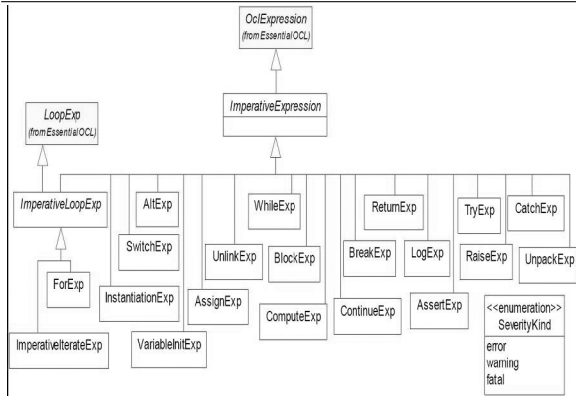 OclExpression
(from EssentialOCL)
ImperativeExpression
LoopExp
(from EssentialOCL)
ImperativeLoopExp
AltExp
WhileExp
ReturnExp
TryExp
CatchExp
SwitchExp
UnlinkExp
BlockExp
BreakExp
LogExp
RaiseExp
UnpackExp
ForExp
InstantiationExp
AssignExp
ComputeExp
ContinueExp
AssertExp
ImperativeIterateExp
VariableInitExp
<<enumeration>>
SeverityKind
error
warning
fatal